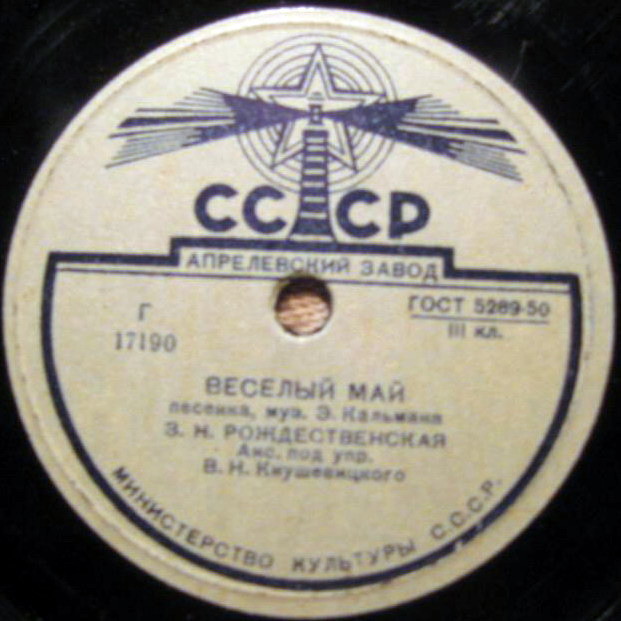 СССР
АПРЕЛЕВСКИЙ ЗАВОД
Г
17190
ГОСТ 5289-50
III кл.
ВЕСЕЛЫЙ МАЙ
песенка, муз. Э. Кальмана
З. Н. РОЖДЕСТВЕНСКАЯ
Анс. под упр.
В. Н. Кнушевицкого
МИНИСТЕРСТВО КУЛЬТУРЫ С.С.С.Р.